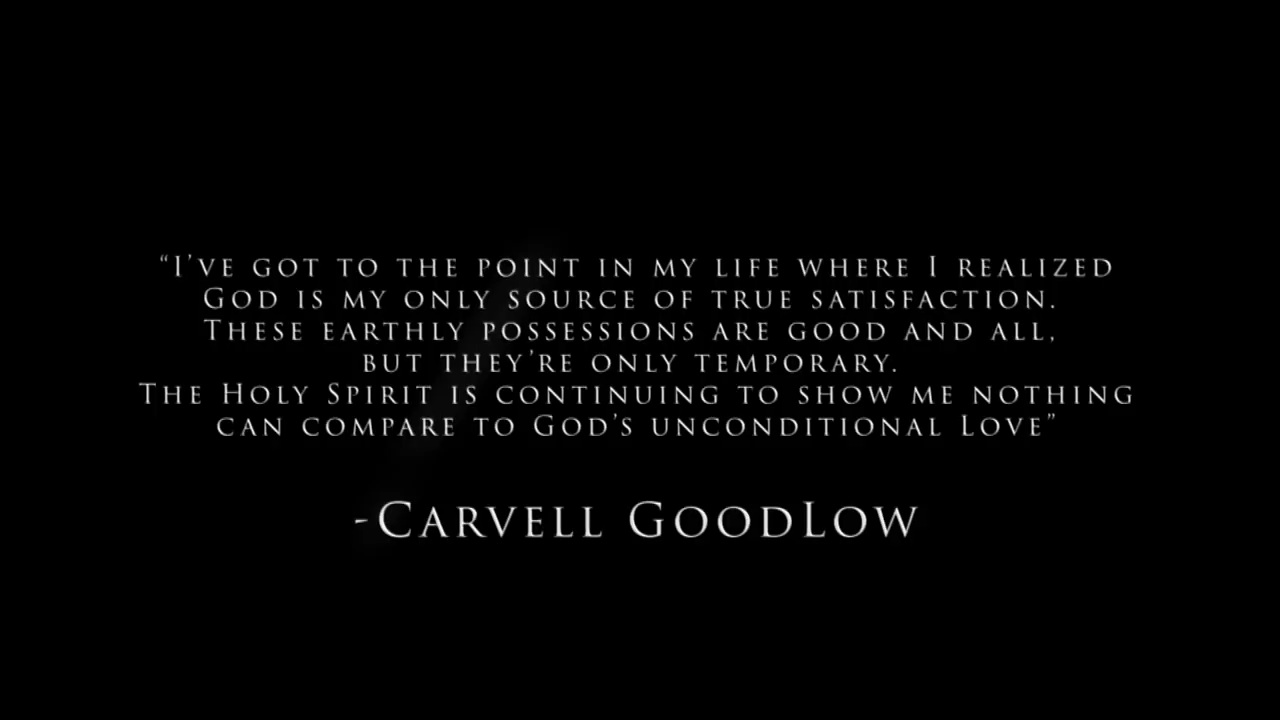 “I’ve got to the point in my life where I realized
God is my only source of true satisfaction.
These earthly possessions are good and all,
but they’re only temporary.
The Holy Spirit is continuing to show me nothing
can compare to God’s unconditional Love”
-Carvell GoodLow